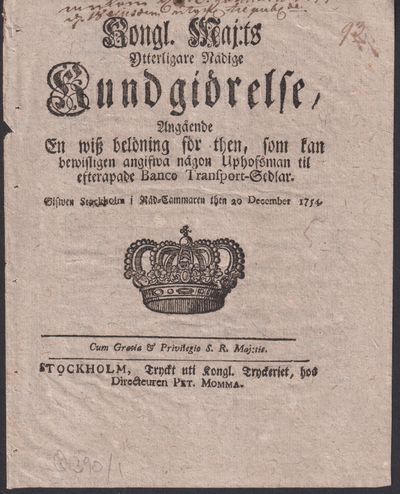 93.
Kongl. Maj:ts
Ytterligare Nådige
Kundgiörelse,
Angående
En wiß belöning för then, som kan
bewisligen angifwa någon Uphofsman til
efterapade Banco Transport-Sedlar.
Gifwen Stockholm i Råd-Cammaren then 20 December 1754.
Cum Gratia & Privilegio S. R. Maj:tis.
STOCKHOLM, Tryckt uti Kongl. Tryckeriet, hos
Directeuren PET. MOMMA.